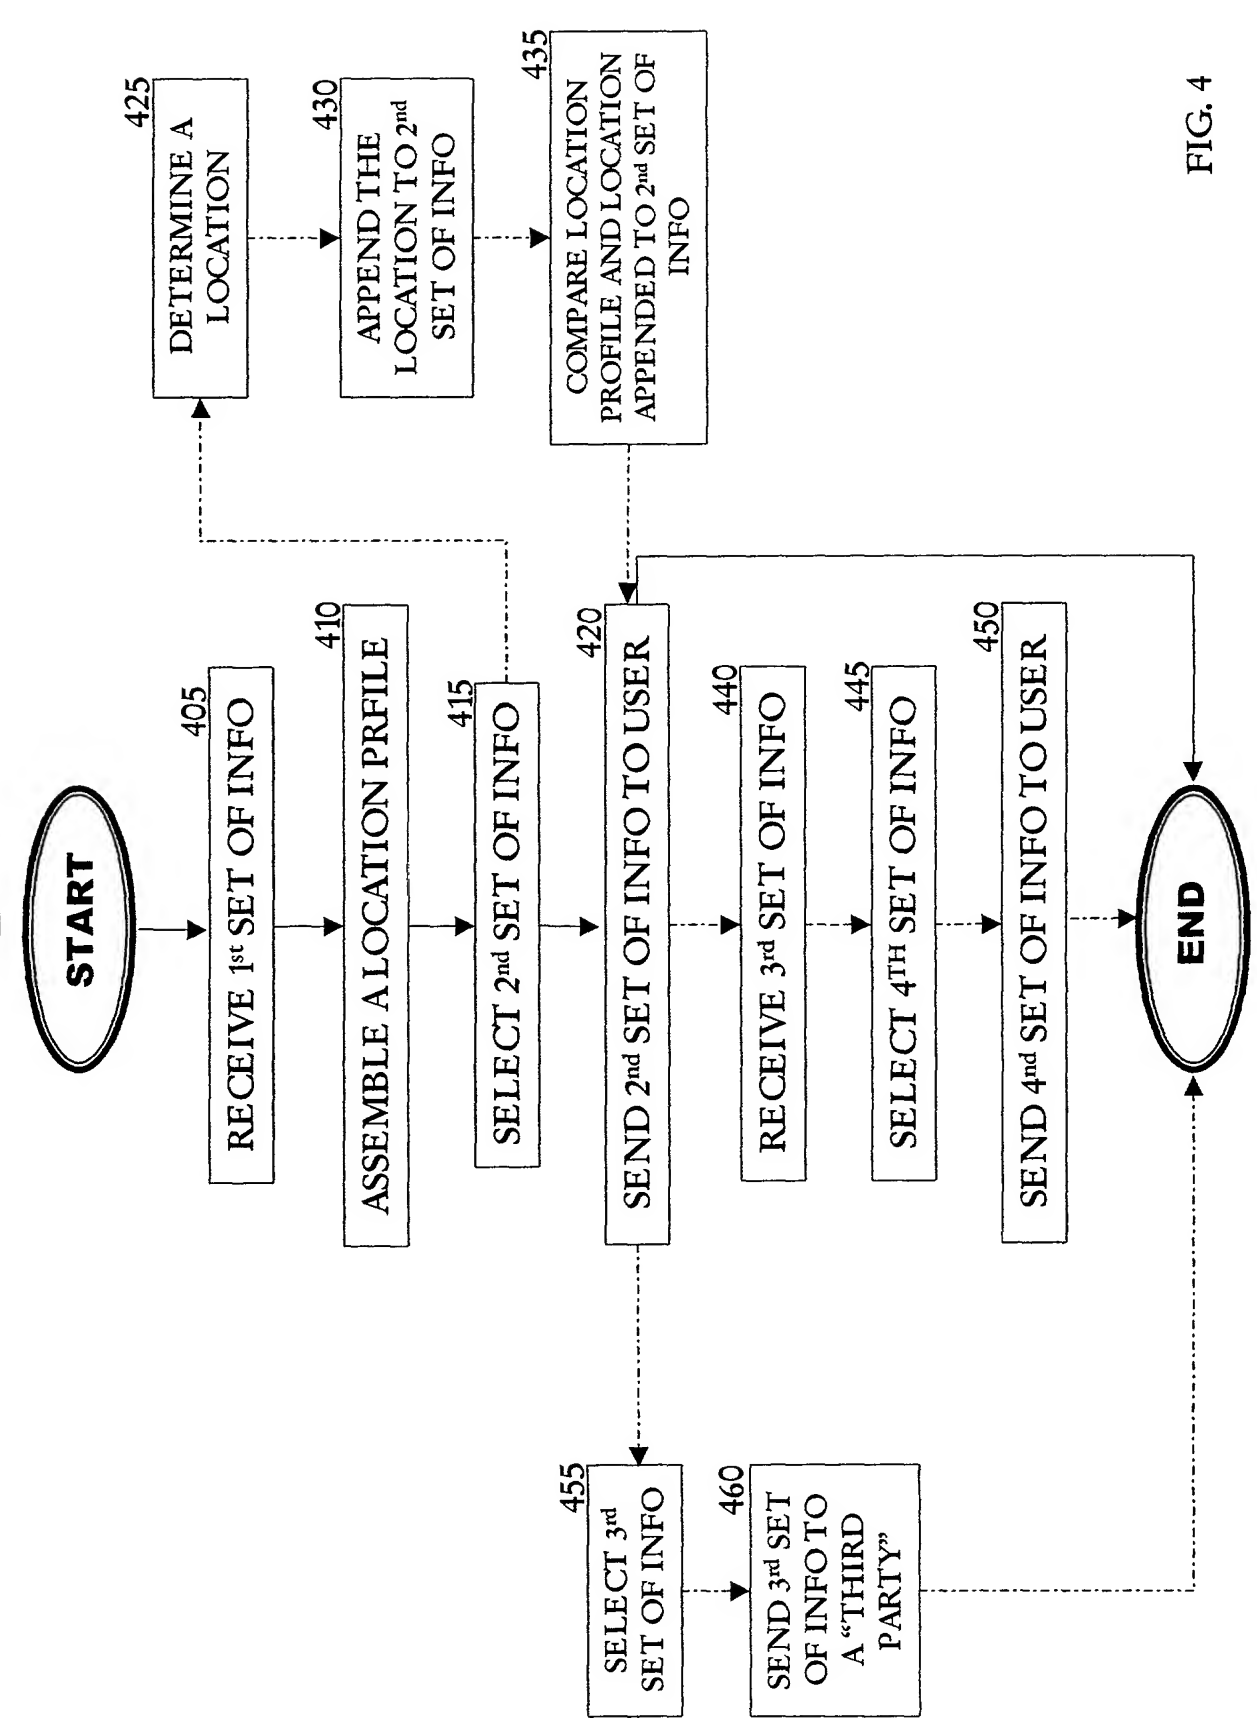 START
405
RECEIVE 1st SET OF INFO
410
ASSEMBLE A LOCATION PRFILE
415
SELECT 2nd SET OF INFO
420
SEND 2nd SET OF INFO TO USER
425
DETERMINE A
LOCATION
430
APPEND THE
LOCATION TO 2nd
SET OF INFO
435
COMPARE LOCATION
PROFILE AND LOCATION
APPENDED TO 2nd SET OF
INFO
440
RECEIVE 3rd SET OF INFO
445
SELECT 4TH SET OF INFO
450
SEND 4nd SET OF INFO TO USER
455
SELECT 3rd
SET OF INFO
460
SEND 3rd SET
OF INFO TO
A “THIRD
PARTY”
END
FIG. 4